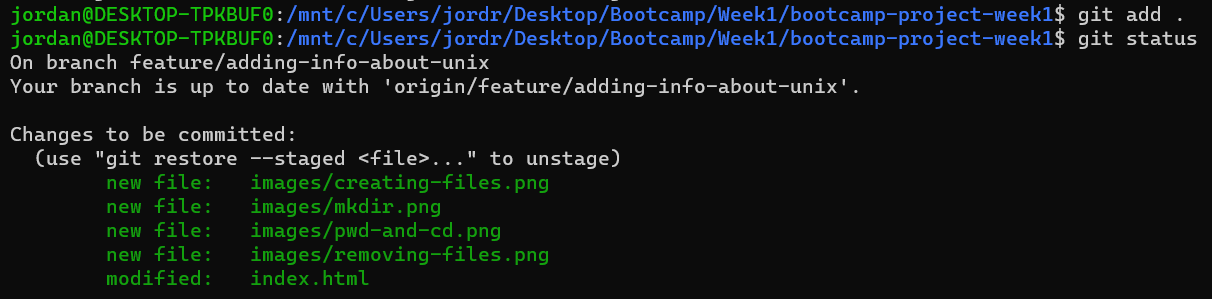 jordan@DESKTOP-TPKBUF0:/mnt/c/Users/jordr/Desktop/Bootcamp/Week1/bootcamp-project-week1$ git add .
jordan@DESKTOP-TPKBUF0:/mnt/c/Users/jordr/Desktop/Bootcamp/Week1/bootcamp-project-week1$ git status
On branch feature/adding-info-about-unix
Your branch is up to date with 'origin/feature/adding-info-about-unix'.
Changes to be committed:
  (use "git restore --staged <file>..." to unstage)
        new file:   images/creating-files.png
        new file:   images/mkdir.png
        new file:   images/pwd-and-cd.png
        new file:   images/removing-files.png
        modified:   index.html